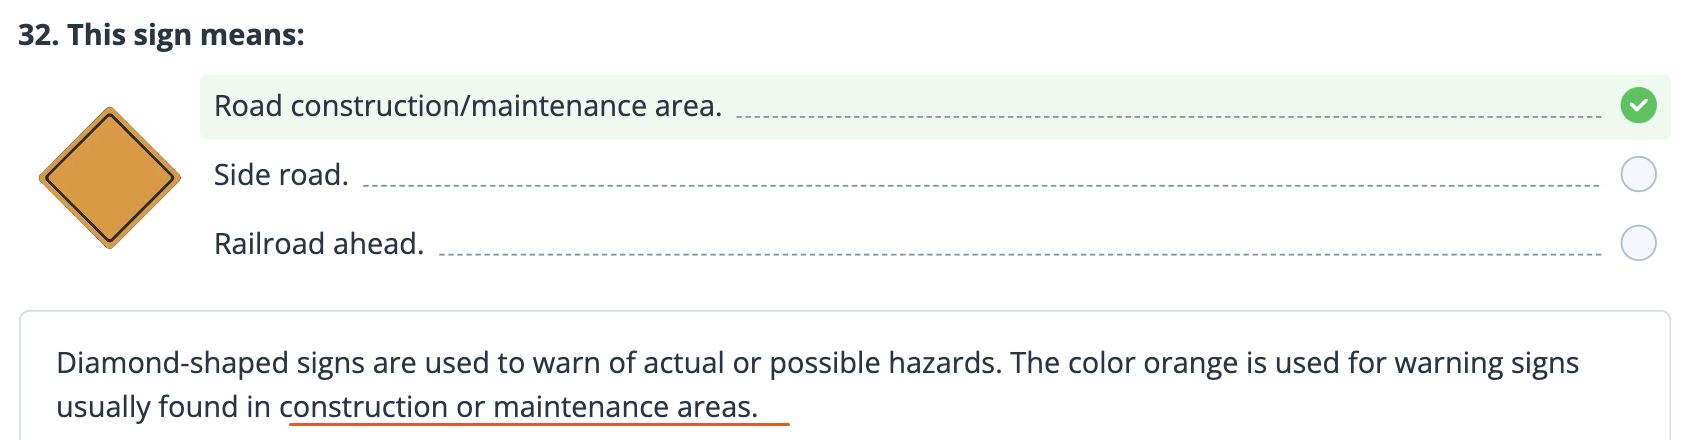 32. This sign means:
Road construction/maintenance area.
Side road.
Railroad ahead.
Diamond-shaped signs are used to warn of actual or possible hazards. The color orange is used for warning signs
usually found in construction or maintenance areas.